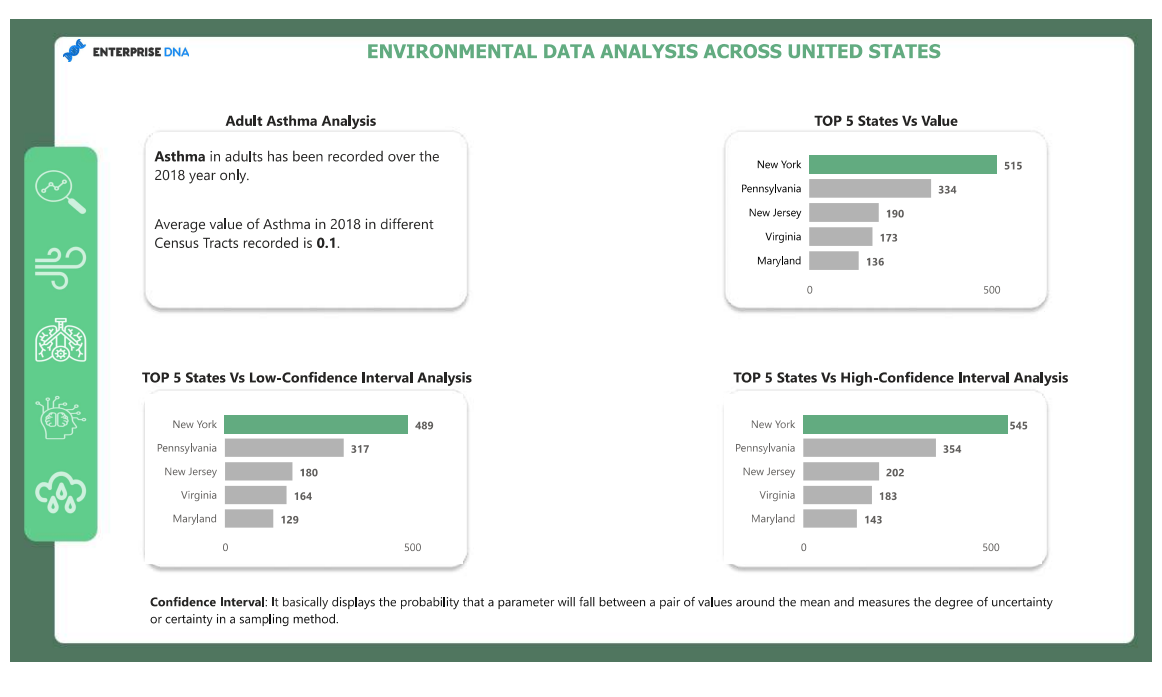 ENTERPRISE DNA
ENVIRONMENTAL DATA ANALYSIS ACROSS UNITED STATES
Adult Asthma Analysis
Asthma in adults has been recorded over the
2018 year only.
Average value of Asthma in 2018 in different
Census Tracts recorded is 0.1.
TOP 5 States Vs Value
New York 515
Pennsylvania 334
New Jersey 190
Virginia 173
Maryland 136
0 500
TOP 5 States Vs Low-Confidence Interval Analysis
New York 489
Pennsylvania 317
New Jersey 180
Virginia 164
Maryland 129
0 500
TOP 5 States Vs High-Confidence Interval Analysis
New York 545
Pennsylvania 354
New Jersey 202
Virginia 183
Maryland 143
0 500
Confidence Interval: It basically displays the probability that a parameter will fall between a pair of values around the mean and measures the degree of uncertainty
or certainty in a sampling method.